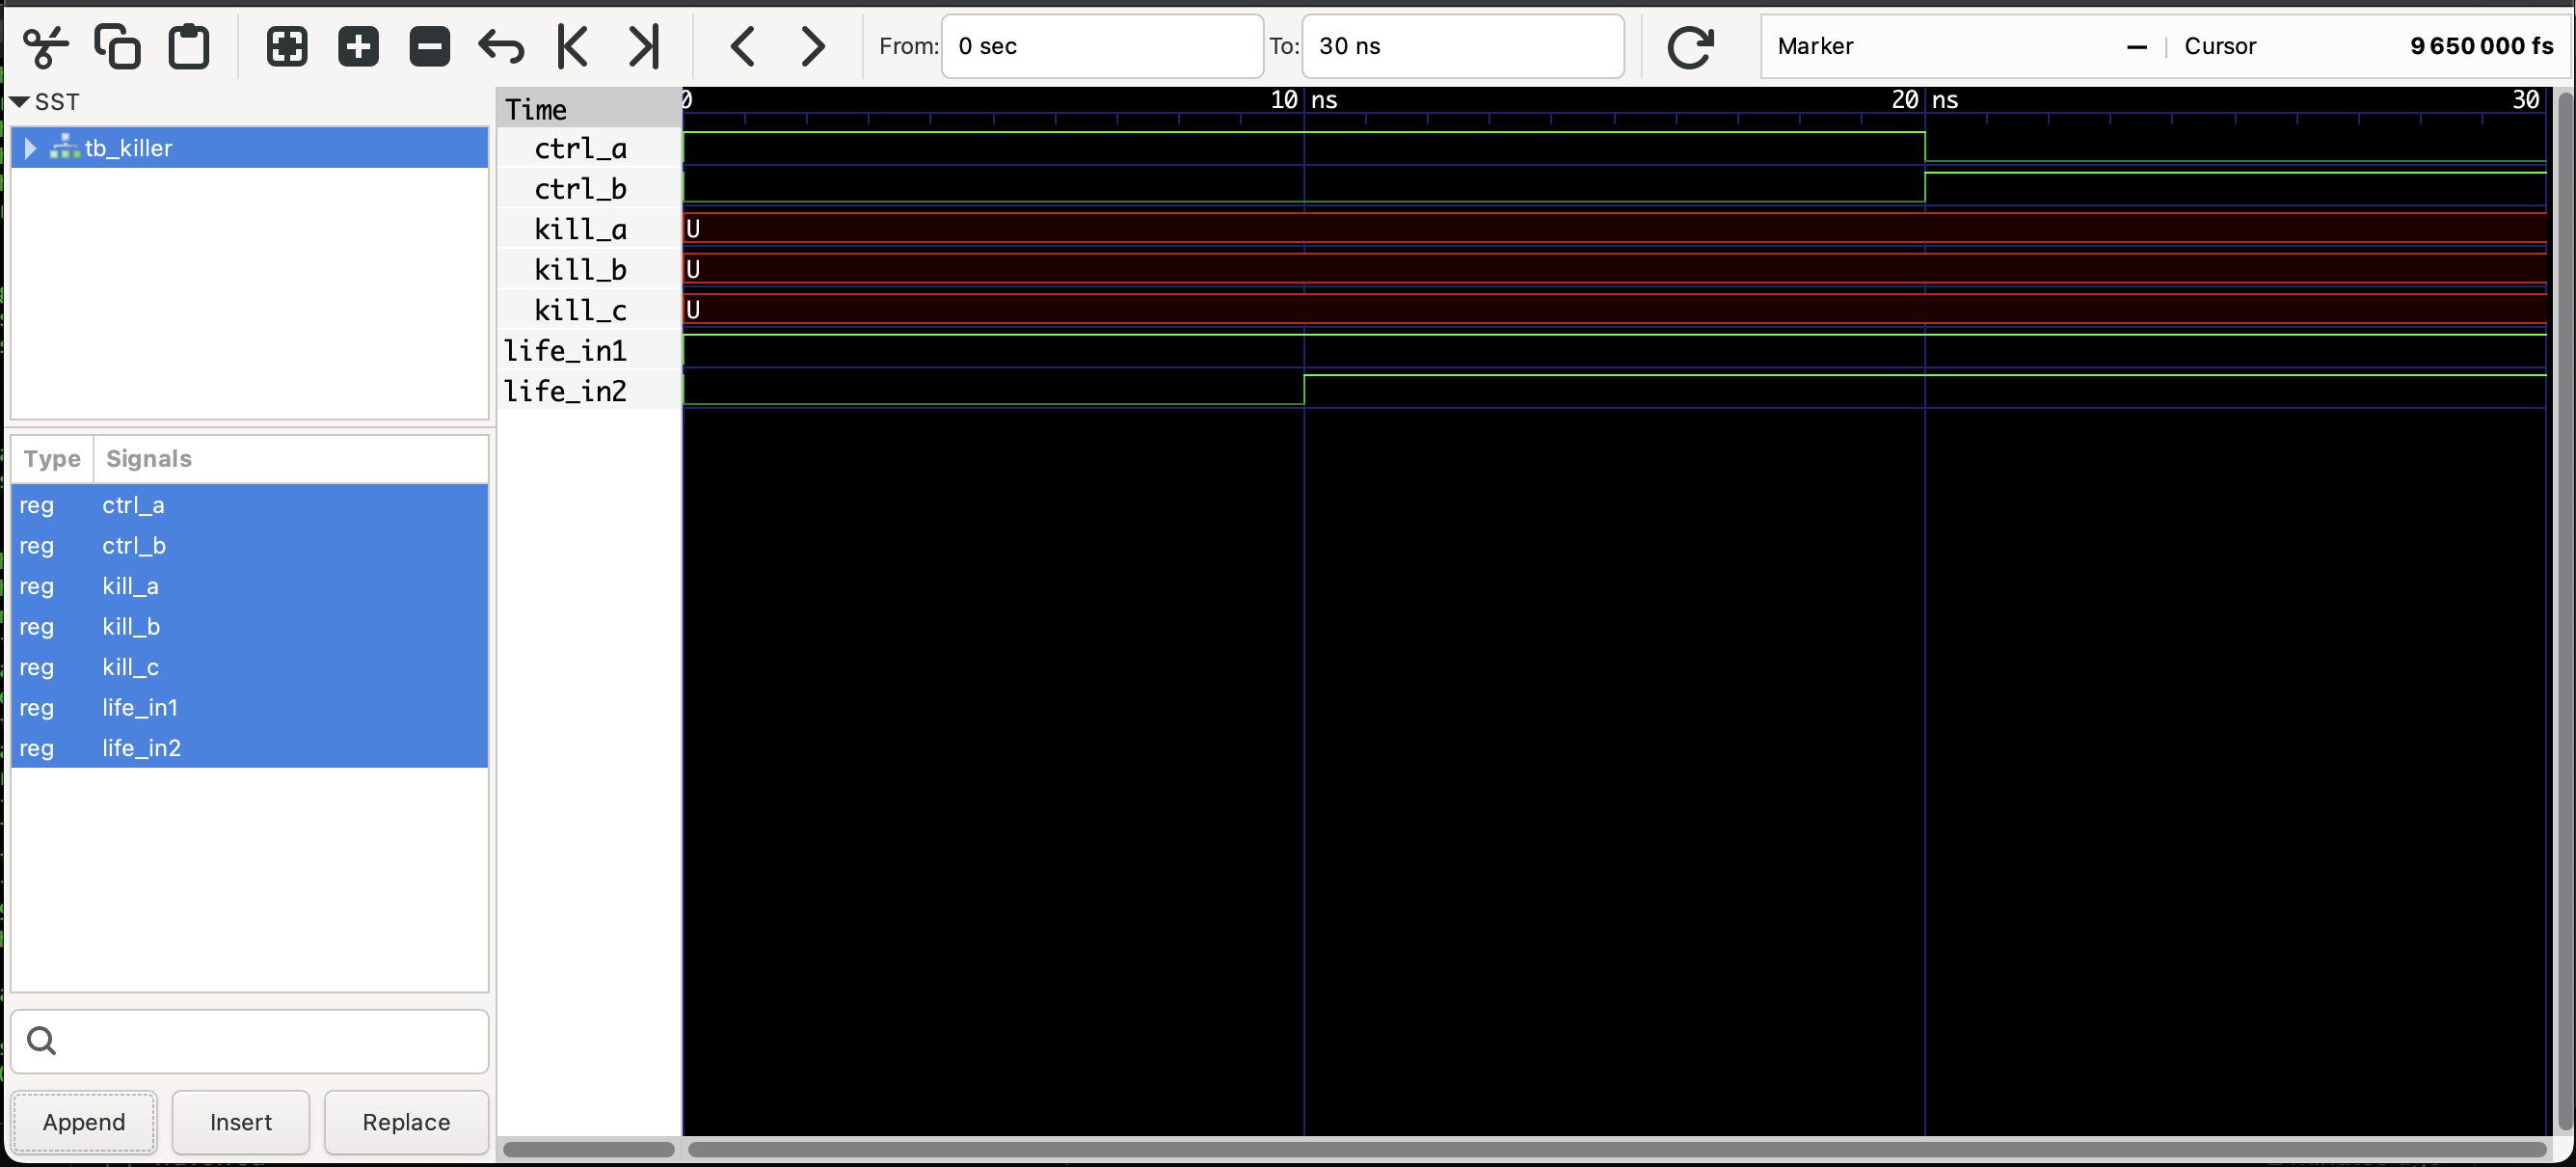 From: 0 sec To: 30 ns Marker — | Cursor 9 650 000 fs
SST
tb_killer
Type Signals
reg ctrl_a
reg ctrl_b
reg kill_a
reg kill_b
reg kill_c
reg life_in1
reg life_in2
Append Insert Replace
Time
0 10 ns 20 ns 30
ctrl_a
ctrl_b
kill_a U
kill_b U
kill_c U
life_in1
life_in2